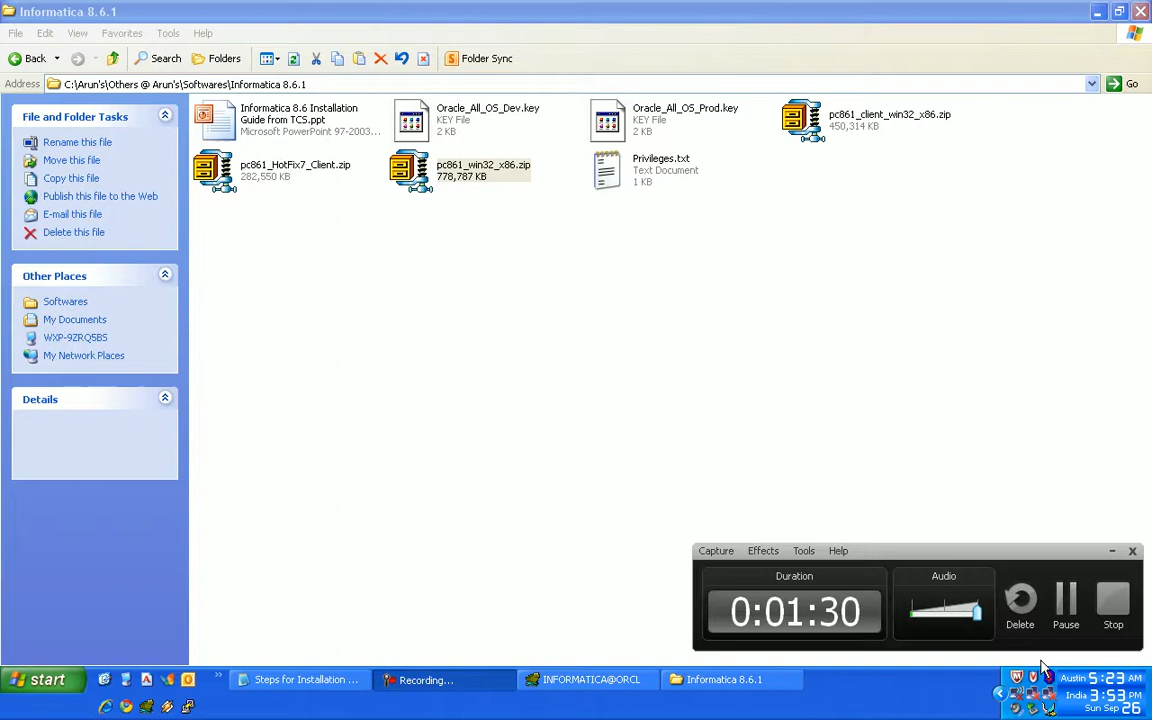 Informatica 8.6.1
File Edit View Favorites Tools Help
Back Search Folders Folder Sync
Address C:\Arun's\Others @ Arun's\Softwares\Informatica 8.6.1 Go
File and Folder Tasks
Rename this file
Move this file
Copy this file
Publish this file to the Web
E-mail this file
Delete this file
Other Places
Softwares
My Documents
WXP-9ZRQ5BS
My Network Places
Details
Informatica 8.6 Installation
Guide from TCS.ppt
Microsoft PowerPoint 97-2003...
Oracle_All_OS_Dev.key
KEY File
2 KB
Oracle_All_OS_Prod.key
KEY File
2 KB
pc861_client_win32_x86.zip
450,314 KB
pc861_HotFix7_Client.zip
282,550 KB
pc861_win32_x86.zip
778,787 KB
Privileges.txt
Text Document
1 KB
Capture Effects Tools Help
Duration
0:01:30
Audio
Delete Pause Stop
start Steps for Installation ... Recording... INFORMATICA@ORCL Informatica 8.6.1
Austin 5:23 AM
India 3:53 PM
Sun Sep 26